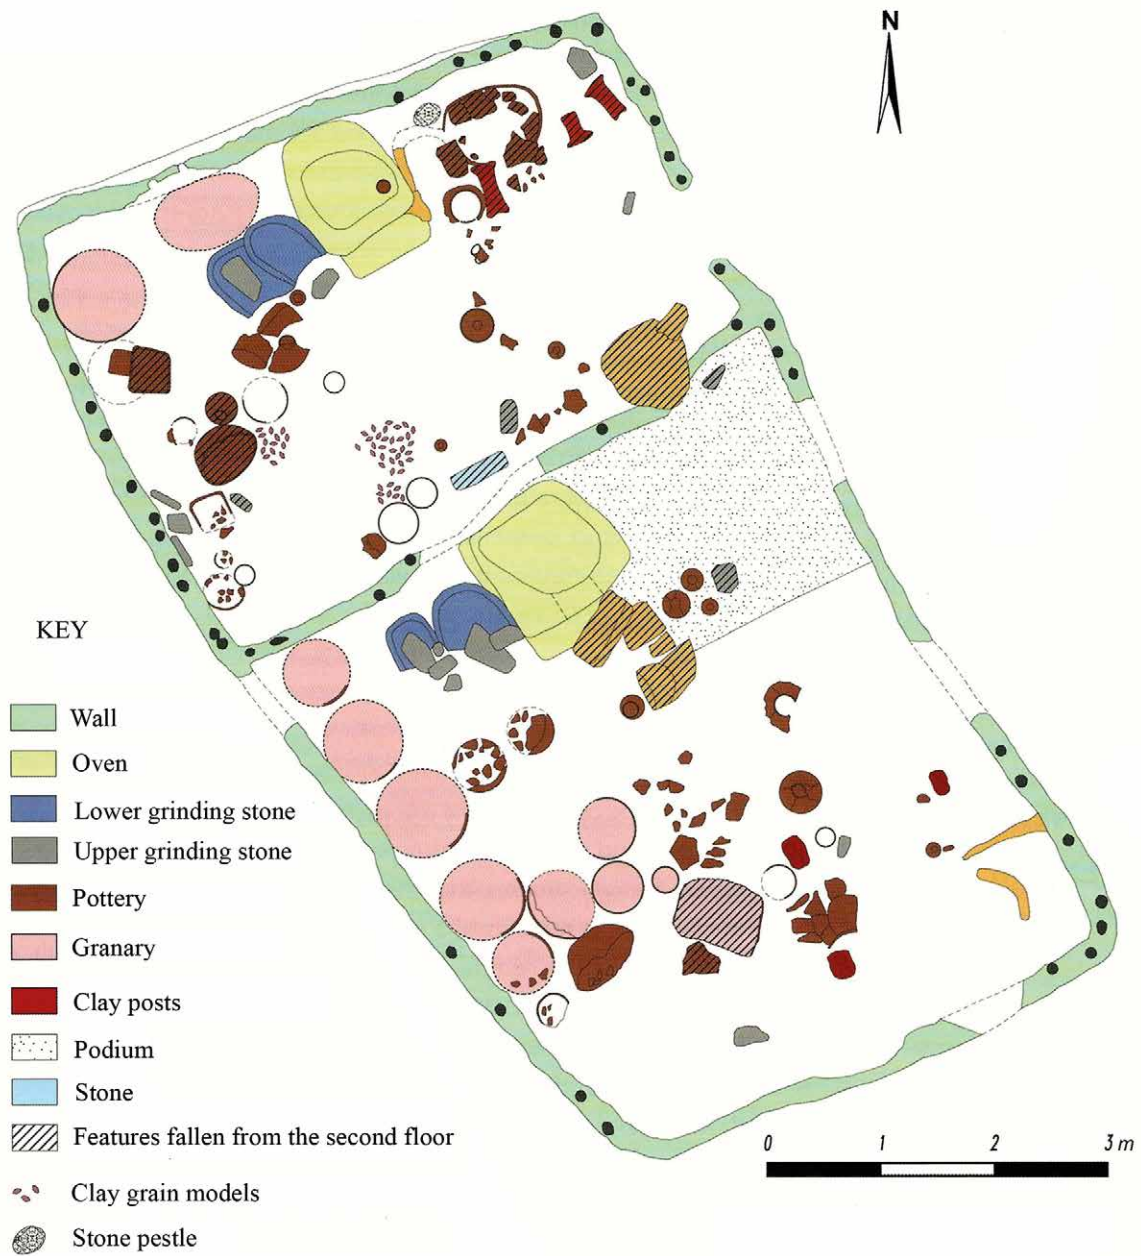 N
KEY
Wall
Oven
Lower grinding stone
Upper grinding stone
Pottery
Granary
Clay posts
Podium
Stone
Features fallen from the second floor
Clay grain models
Stone pestle
0 1 2 3 m